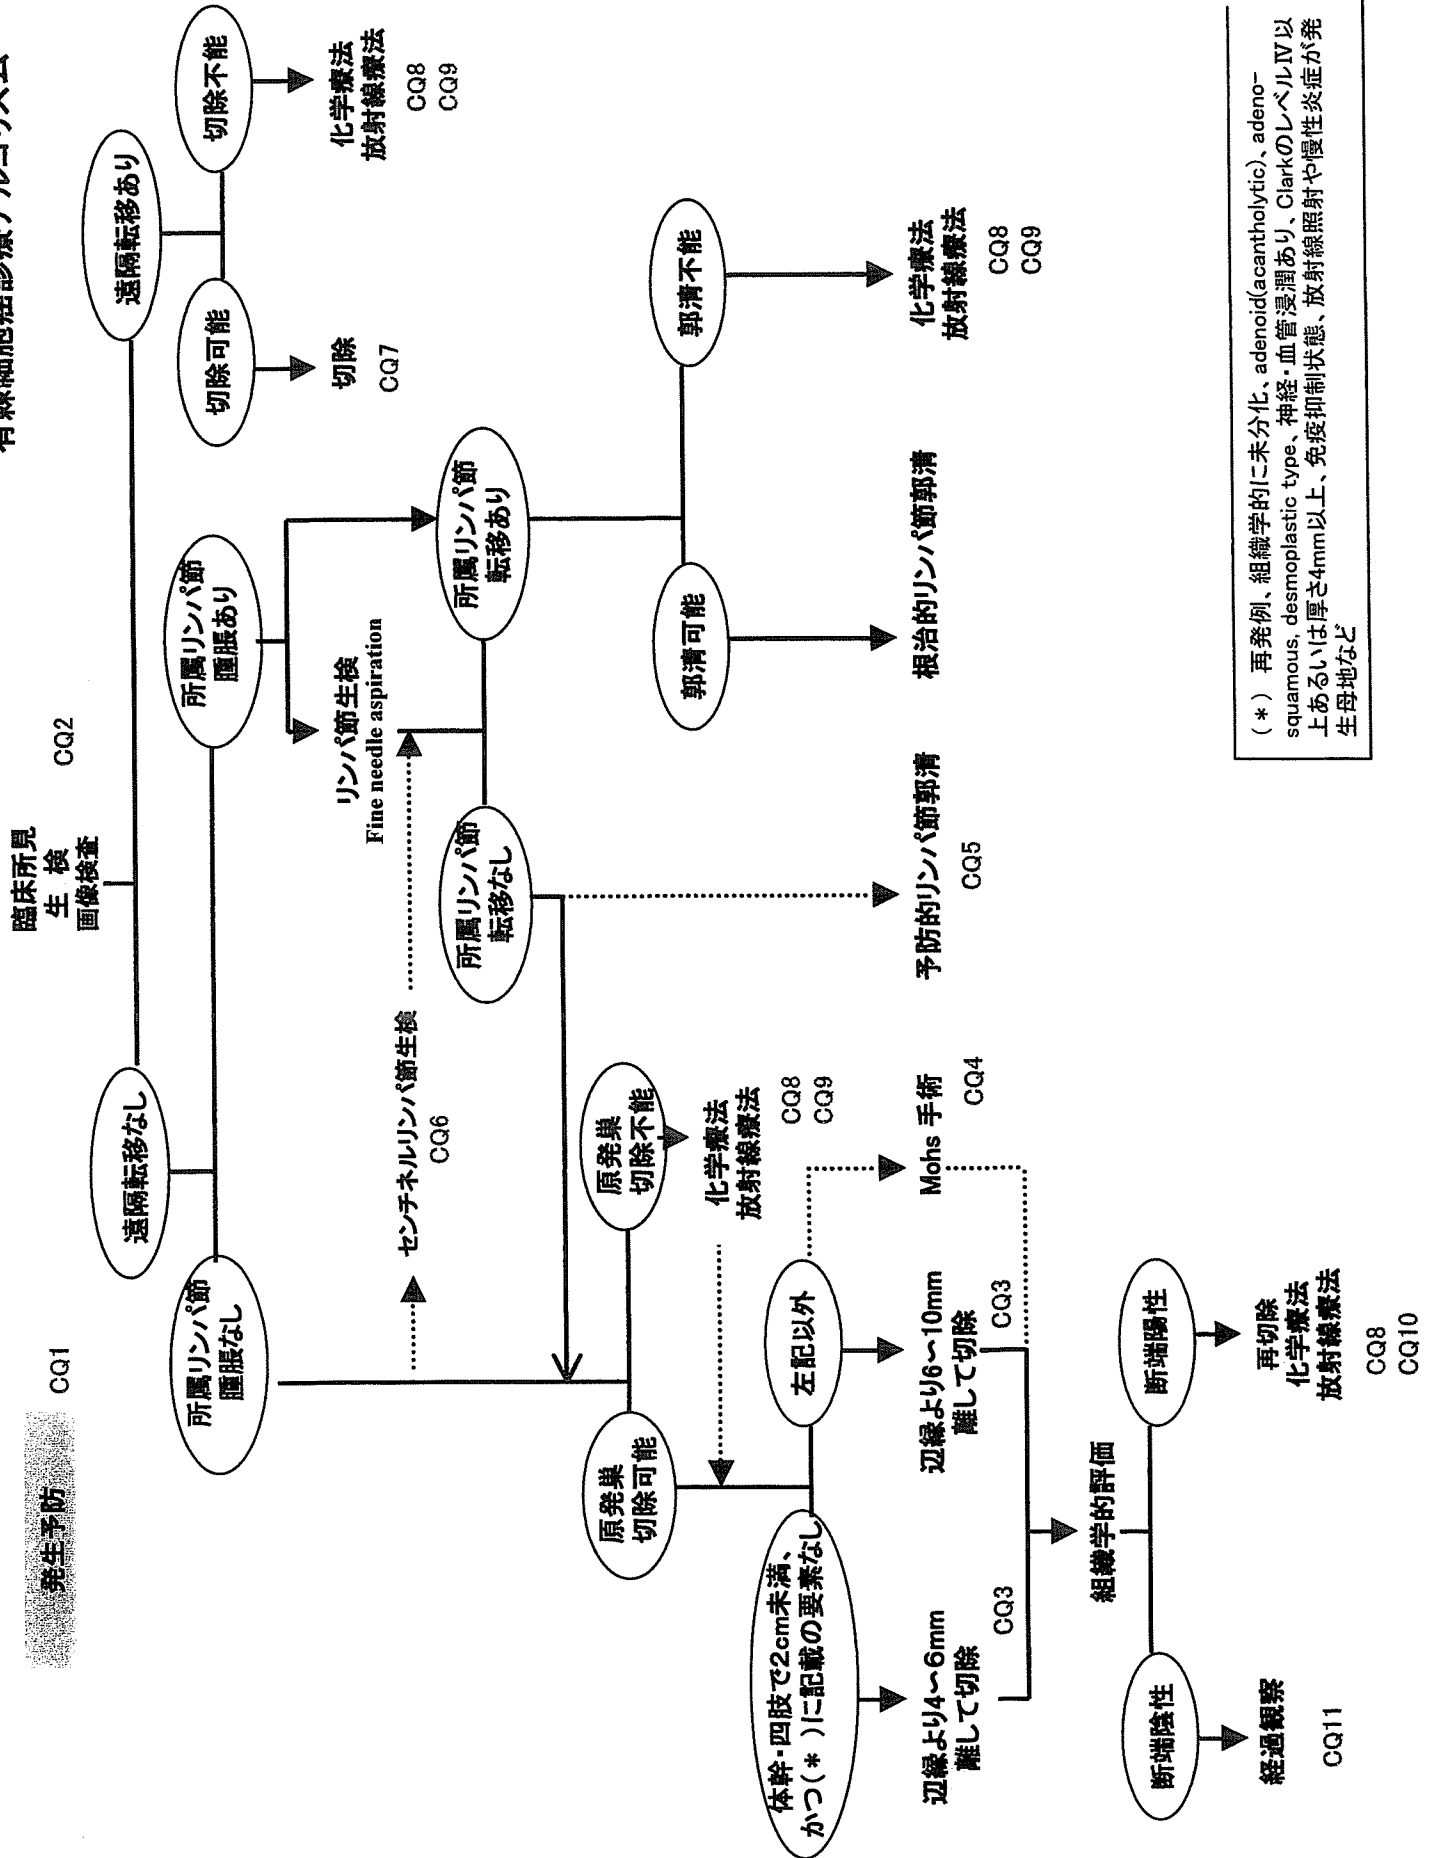 有棘細胞癌診療アルゴリズム
発生予防 CQ1
臨床所見
生 検
画像検査
CQ2
遠隔転移なし
遠隔転移あり
所属リンパ節
腫脹なし
所属リンパ節
腫脹あり
切除可能
切除不能
切除
CQ7
化学療法
放射線療法
CQ8
CQ9
センチネルリンパ節生検
CQ6
リンパ節生検
Fine needle aspiration
所属リンパ節
転移なし
所属リンパ節
転移あり
原発巣
切除可能
原発巣
切除不能
郭清可能
郭清不能
化学療法
放射線療法
CQ8
CQ9
体幹・四肢で2cm未満、
かつ(*)に記載の要素なし
左記以外
辺縁より4~6mm
離して切除
CQ3
辺縁より6~10mm
離して切除
CQ3
Mohs 手術
CQ4
予防的リンパ節郭清
CQ5
根治的リンパ節郭清
化学療法
放射線療法
CQ8
CQ9
組織学的評価
断端陰性
断端陽性
経過観察
CQ11
再切除
化学療法
放射線療法
CQ8
CQ10
(*) 再発例、組織学的に未分化、adenoid(acantholytic)、adeno-
squamous, desmoplastic type、神経・血管浸潤あり、ClarkのレベルIV以
上あるいは厚さ4mm以上、免疫抑制状態、放射線照射や慢性炎症が発
生母地など